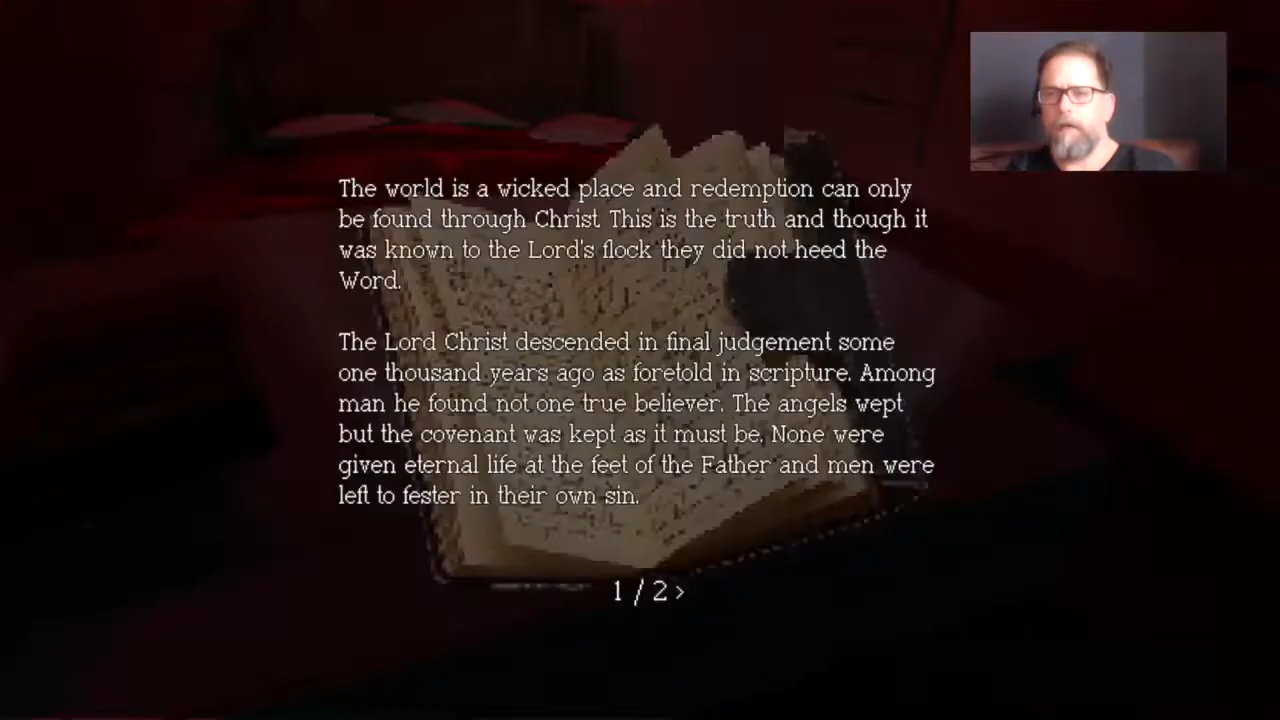 The world is a wicked place and redemption can only
be found through Christ This is the truth and though it
was known to the Lord's flock they did not heed the
Word.
The Lord Christ descended in final judgement some
one thousand years ago as foretold in scripture. Among
man he found not one true believer. The angels wept
but the covenant was kept as it must be. None were
given eternal life at the feet of the Father and men were
left to fester in their own sin.
1 / 2 >